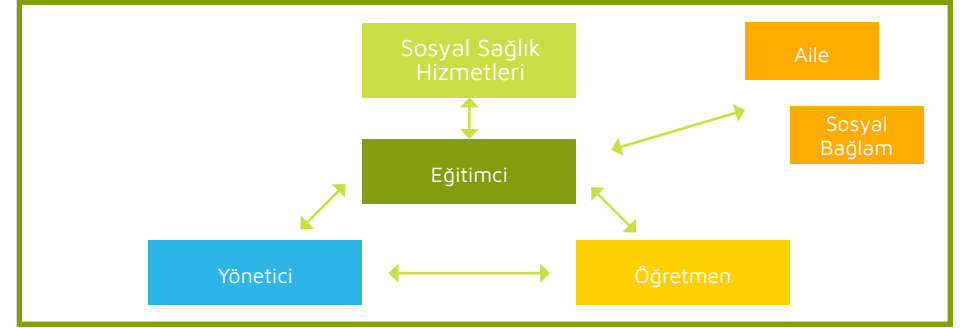 Sosyal Sağlık
Hizmetleri
Aile
Sosyal
Bağlam
Eğitimci
Yönetici
Öğretmen